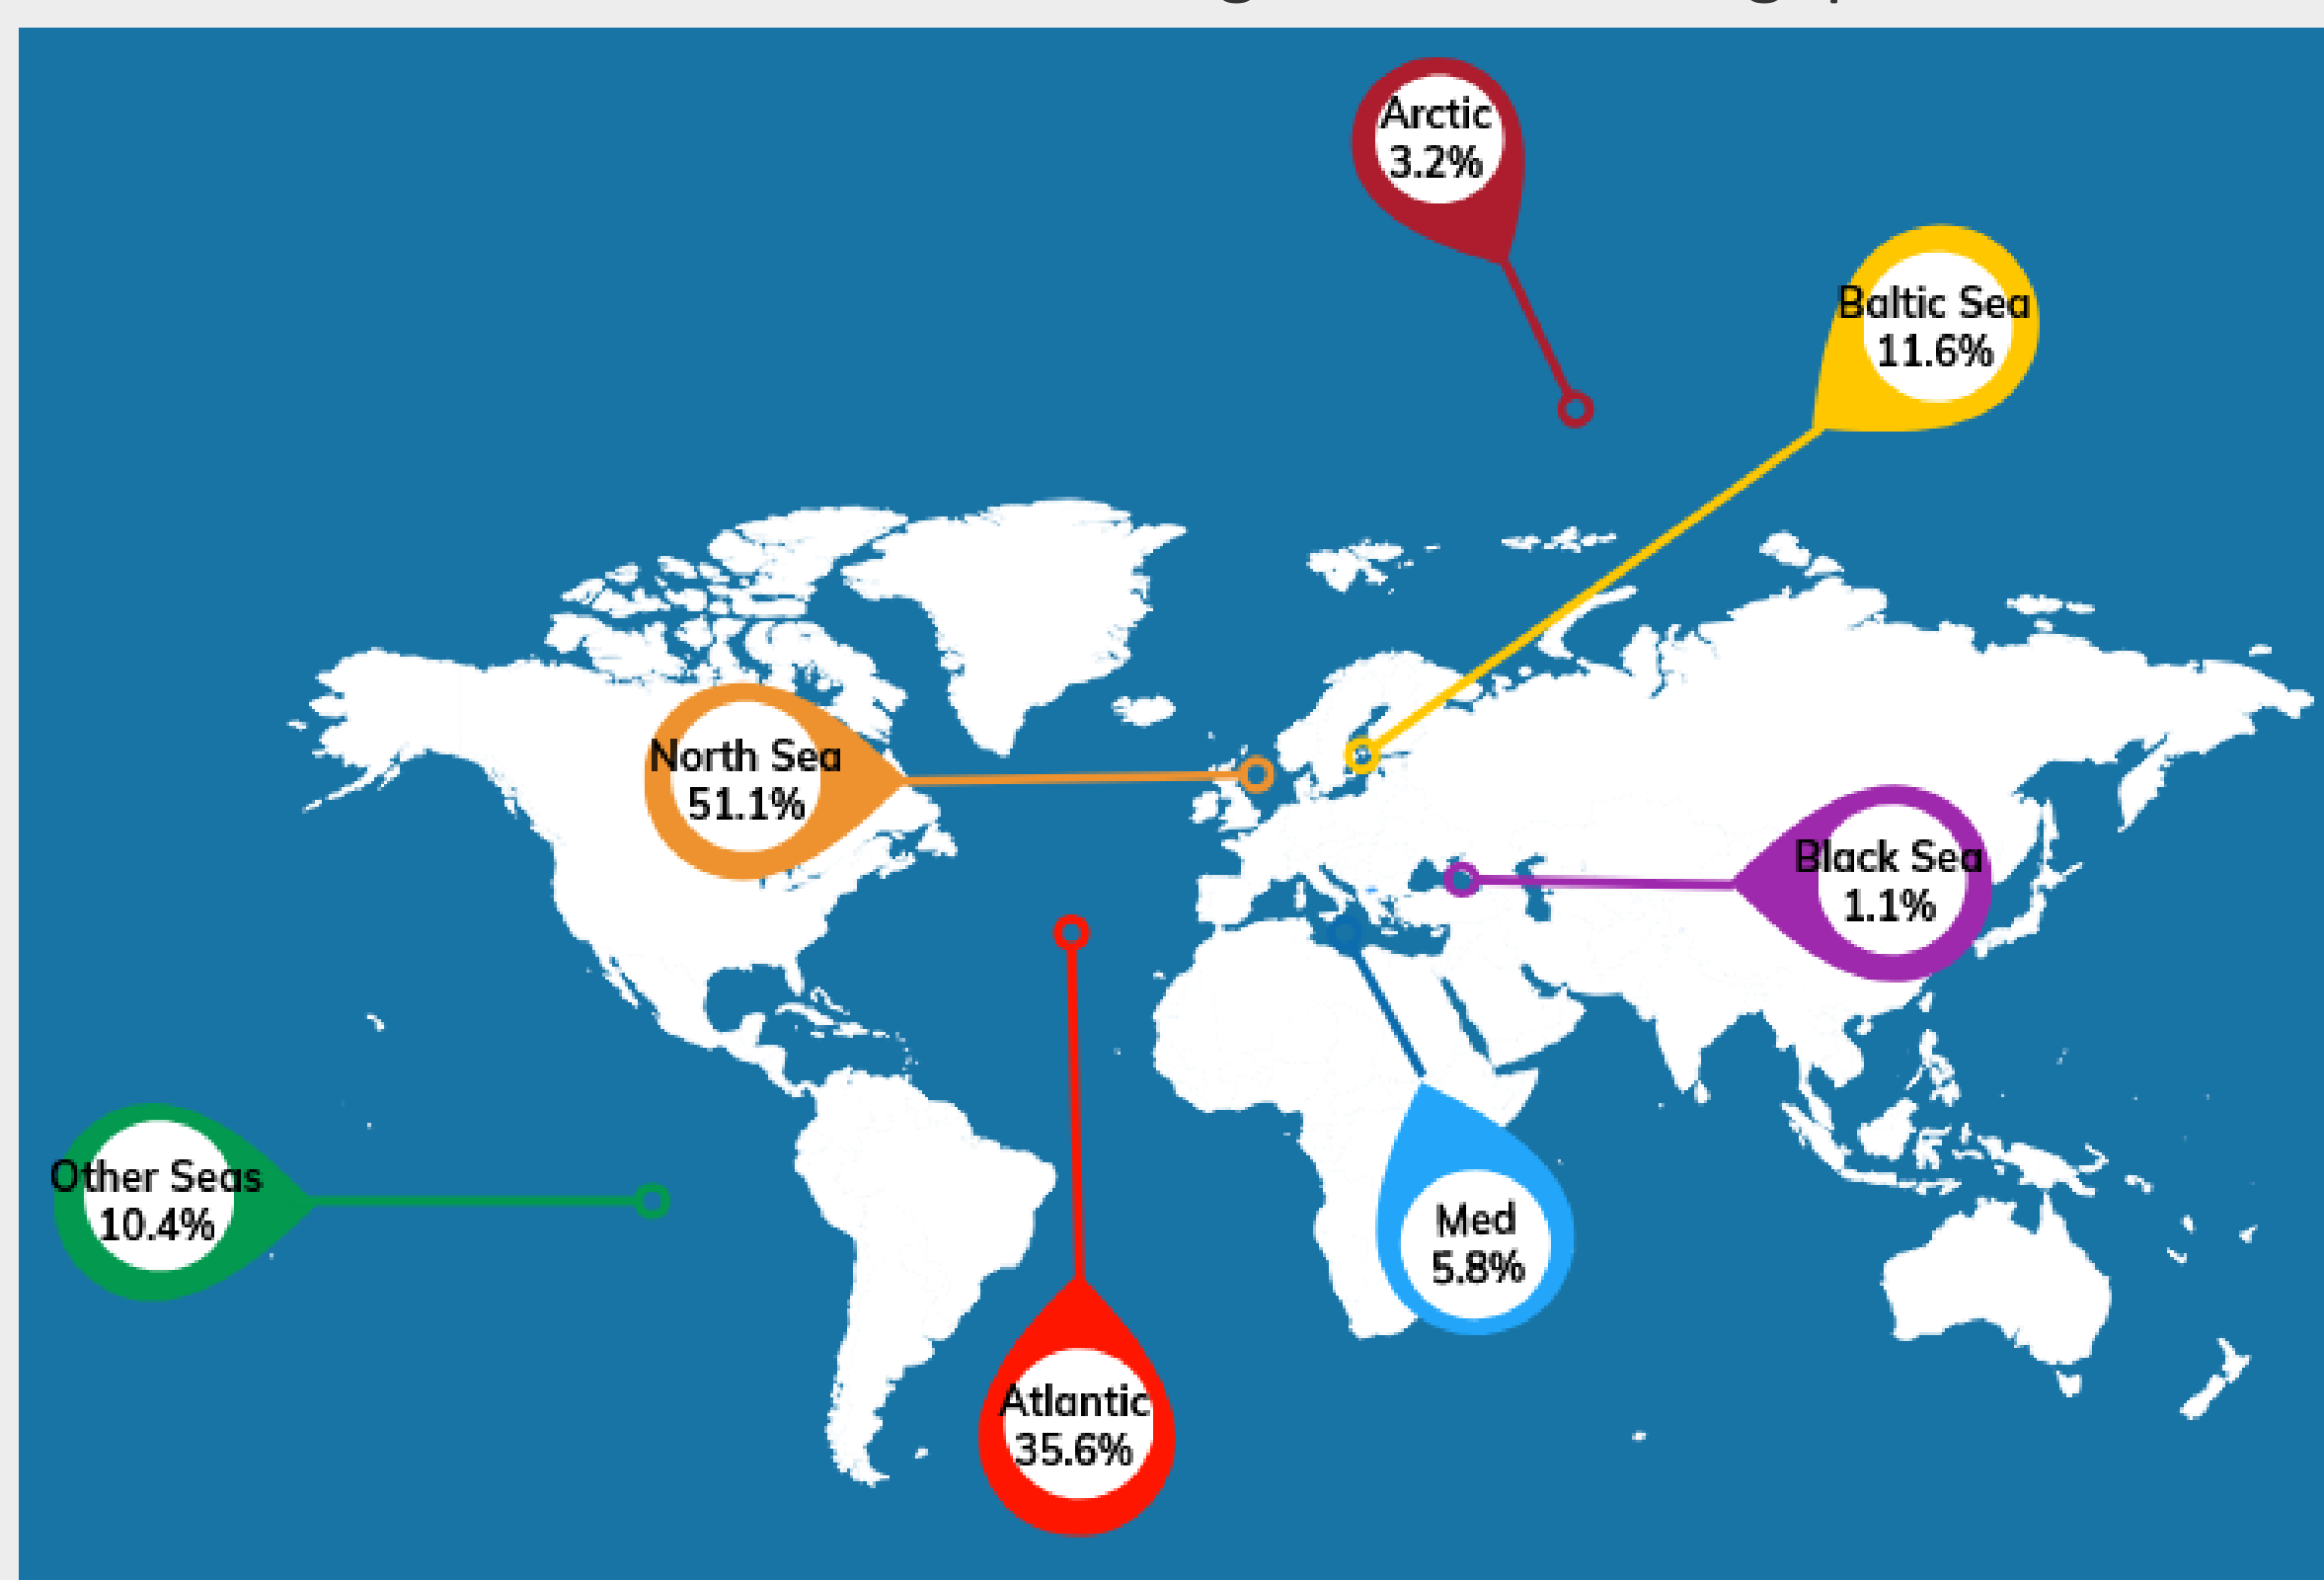 Arctic
3.2%
Baltic Sea
11.6%
North Sea
51.1%
Black Sea
1.1%
Other Seas
10.4%
Med
5.8%
Atlantic
35.6%